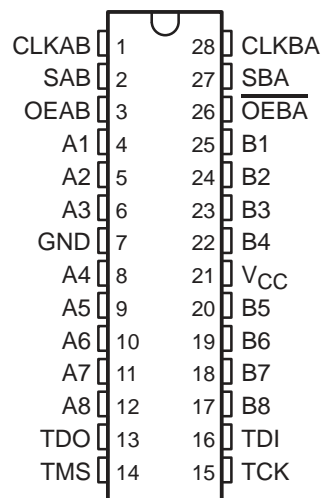 CLKAB 1 28 CLKBA
SAB 2 27 SBA
OEAB 3 26 O̅E̅B̅A̅
A1 4 25 B1
A2 5 24 B2
A3 6 23 B3
GND 7 22 B4
A4 8 21 VCC
A5 9 20 B5
A6 10 19 B6
A7 11 18 B7
A8 12 17 B8
TDO 13 16 TDI
TMS 14 15 TCK